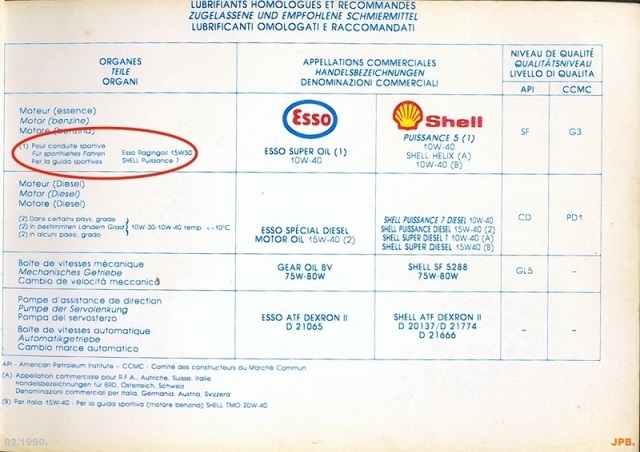 LUBRIFIANTS HOMOLOGUES ET RECOMMANDÉS
ZUGELASSENE UND EMPFOHLENE SCHMIERMITTEL
LUBRIFICANTI OMOLOGATI E RACCOMANDATI
ORGANES
TEILE
ORGANI
APPELLATIONS COMMERCIALES
HANDELSBEZEICHNUNGEN
DENOMINAZIONI COMMERCIALI
NIVEAU DE QUALITÉ
QUALITÄTSNIVEAU
LIVELLO DI QUALITA
API
CCMC
Moteur (essence)
Motor (benzine)
Motore (benzina)
(1) Pour conduite sportive
Für sportliches Fahren
Per la guida sportives
Esso Ragingoil 15W50
SHELL Puissance 7
Esso
ESSO SUPER OIL (1)
10W-40
Shell
PUISSANCE 5 (1)
10W-40
SHELL HELIX (A)
10W-40 (B)
SF
G3
Moteur (Diesel)
Motor (Diesel)
Motore (Diesel)
(2) Dans certains pays, grade
(2) In bestimmten Ländern Grad
(2) in alcuni paesi, grado
10W-30-10W-40 temp. <-10°C
ESSO SPÉCIAL DIESEL
MOTOR OIL 15W-40 (2)
SHELL PUISSANCE 7 DIESEL 10W-40
SHELL PUISSANCE DIESEL 15W-40 (2)
SHELL SUPER DIESEL T 10W-40 (A)
SHELL SUPER DIESEL 15W-40 (B)
CD
PD1
Boîte de vitesses mécanique
Mechanisches Getriebe
Cambio de velocità meccanico
GEAR OIL BV
75W-80W
SHELL SF 5288
75W-80W
GL5
-
Pompe d'assistance de direction
Pumpe der Servolenkung
Pompa del servosterzo
Boîte de vitesses automatique
Automatikgetriebe
Cambio marce automatico
ESSO ATF DEXRON II
D 21065
SHELL ATF DEXRON II
D 20137/D 21774
D 21666
-
-
API - American Petroleum Institute - CCMC - Comité des constructeurs du Marché Commun
(A) Appellation commerciale pour R.F.A., Autriche, Suisse, Italie
Handelsbezeichnungen für BRD, Österreich, Schweiz
Denominazioni commerciali per Italia, Germania, Austria, Svizzera
(B) Per Italia 15W-40 - Per la guida sportiva (motore benzina) SHELL TMO 20W-40
02/1990.
JPB.